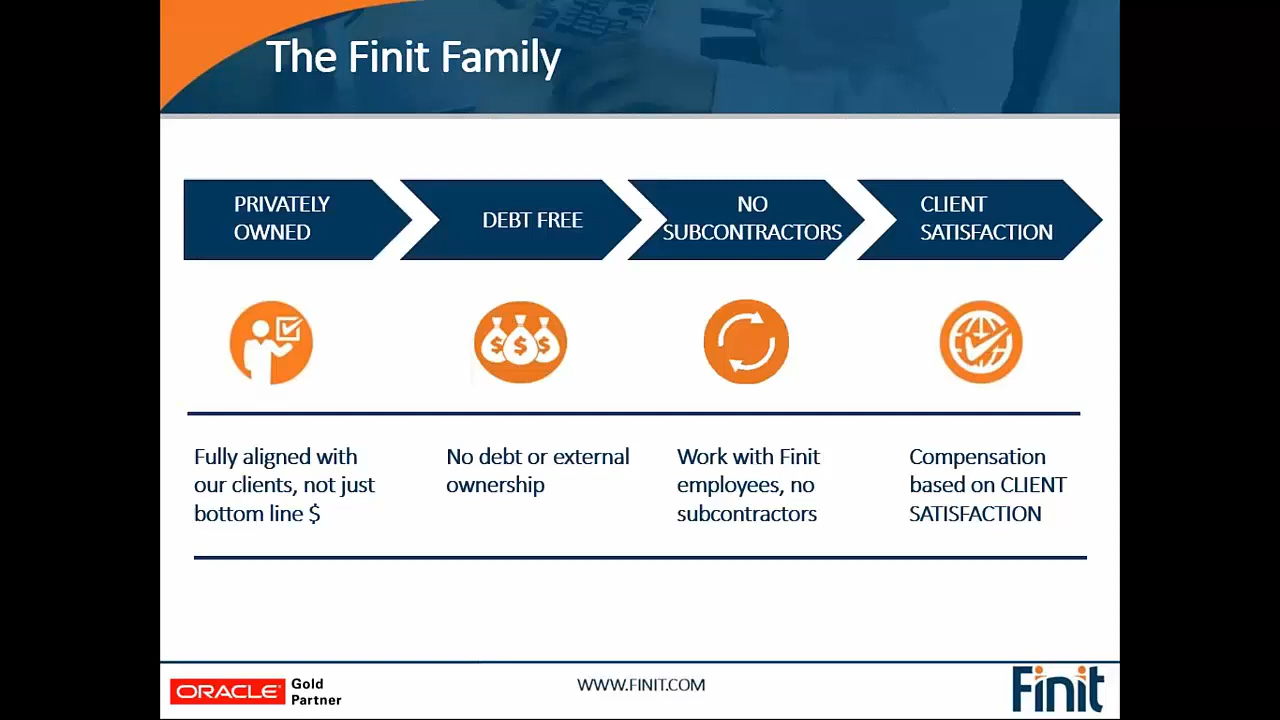 The Finit Family
PRIVATELY
OWNED
DEBT FREE
NO
SUBCONTRACTORS
CLIENT
SATISFACTION
$ $ $
Fully aligned with
our clients, not just
bottom line $
No debt or external
ownership
Work with Finit
employees, no
subcontractors
Compensation
based on CLIENT
SATISFACTION
ORACLE
Gold
Partner
WWW.FINIT.COM
Finit